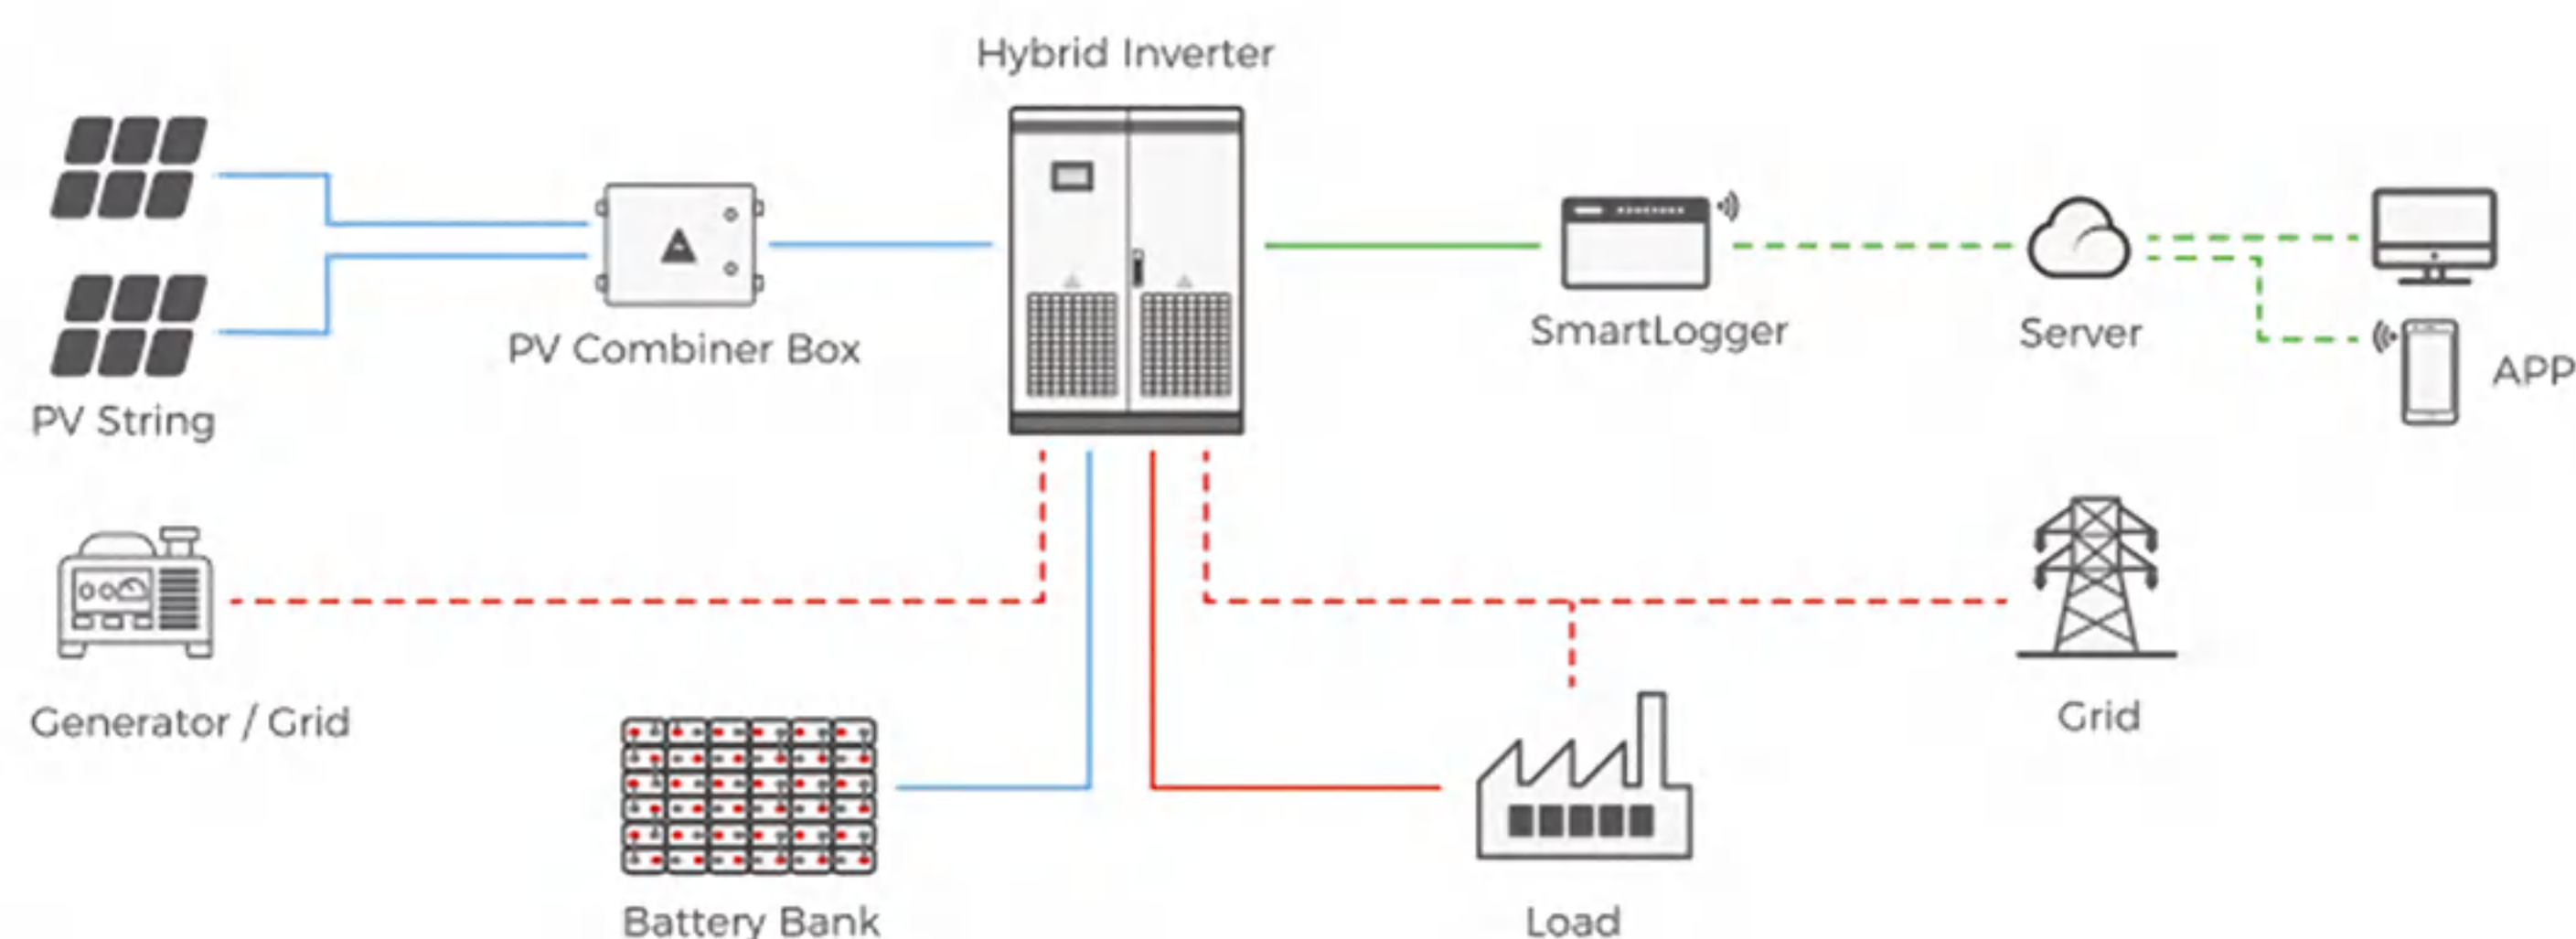 Hybrid Inverter
PV Combiner Box
SmartLogger
Server
APP
PV String
Generator / Grid
Grid
Battery Bank
Load